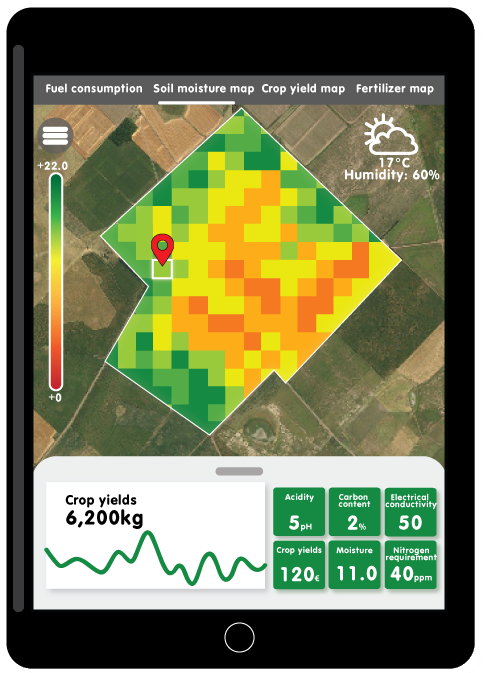 Fuel consumption Soil moisture map Crop yield map Fertilizer map
+22.0
17°C
Humidity: 60%
+0
Crop yields
6,200kg
Acidity
5pH
Carbon
content
2%
Electrical
conductivity
50
Crop yields
120€
Moisture
11.0
Nitrogen
requirement
40ppm